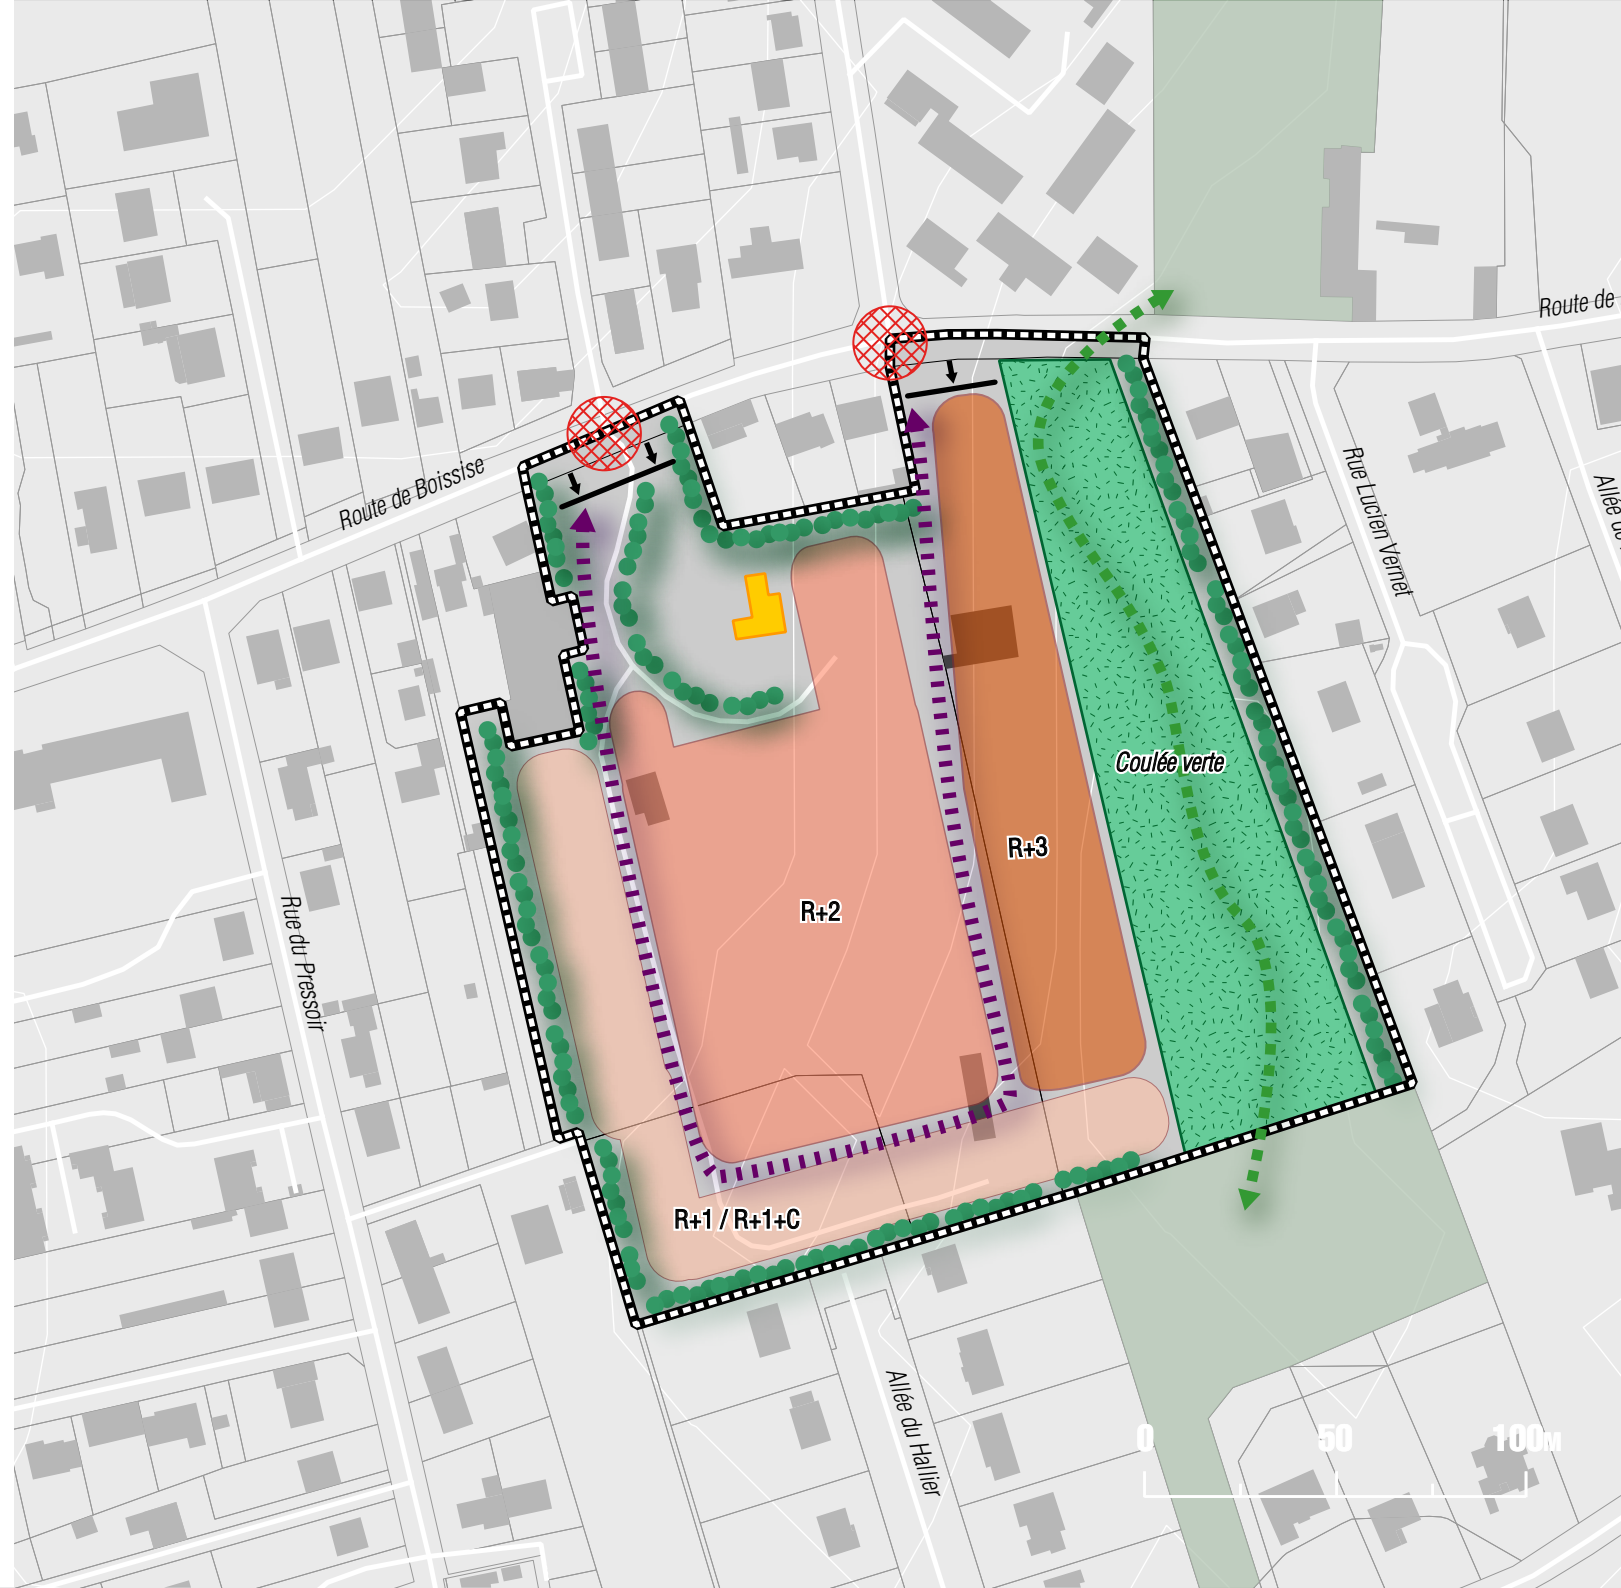 Route de
Route de Boissise
Rue Lucien Vernet
Coulée verte
R+3
R+2
Rue du Pressoir
R+1 / R+1+C
Allée du Hallier
0 50 100M